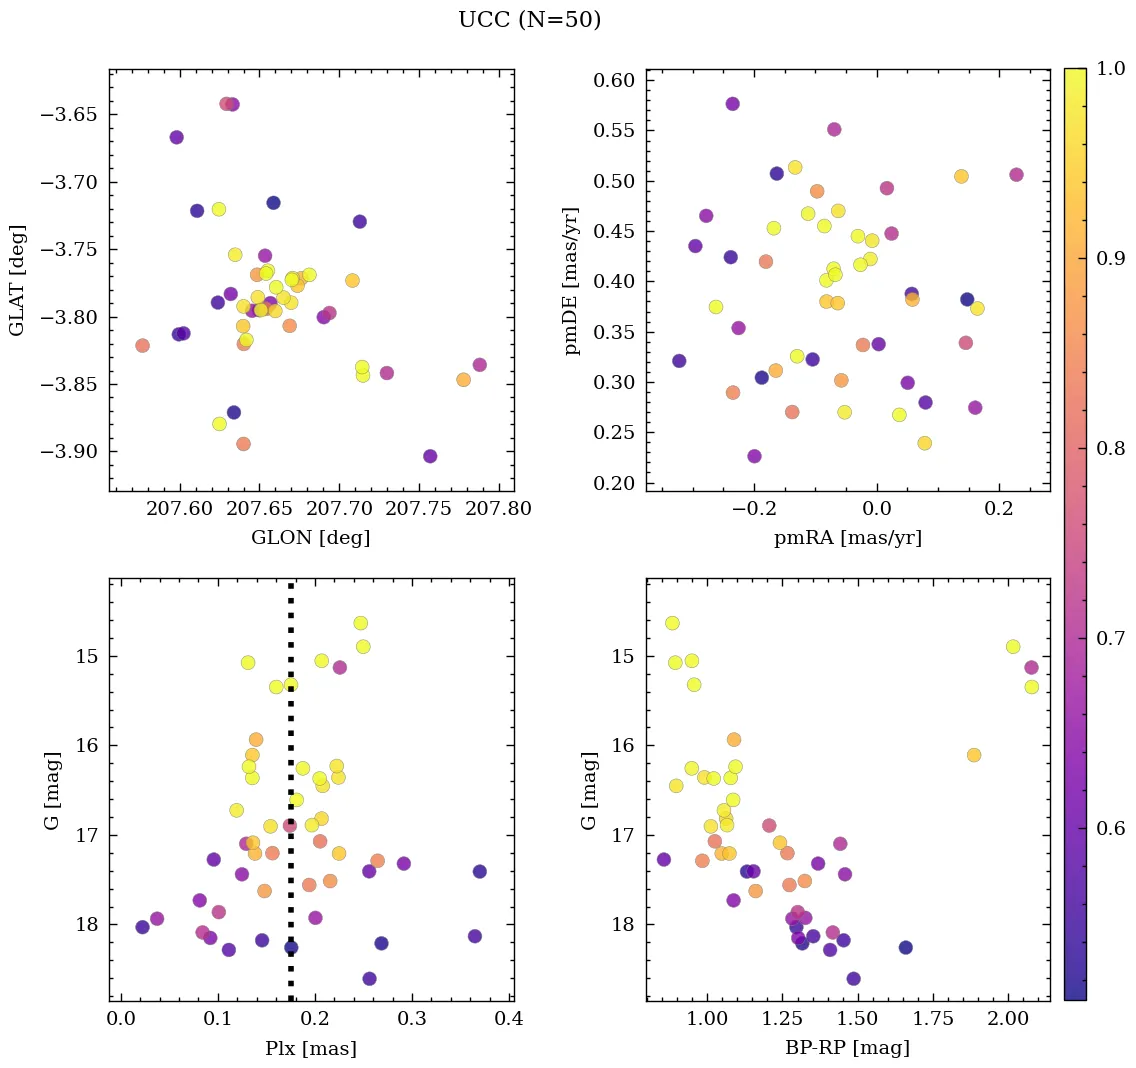 UCC (N=50)
−3.65
−3.70
−3.75
−3.80
−3.85
−3.90
GLAT [deg]
207.60 207.65 207.70 207.75 207.80
GLON [deg]
0.60
0.55
0.50
0.45
0.40
0.35
0.30
0.25
0.20
pmDE [mas/yr]
−0.2 0.0 0.2
pmRA [mas/yr]
1.0
0.9
0.8
0.7
0.6
15
16
17
18
G [mag]
0.0 0.1 0.2 0.3 0.4
Plx [mas]
15
16
17
18
G [mag]
1.00 1.25 1.50 1.75 2.00
BP-RP [mag]